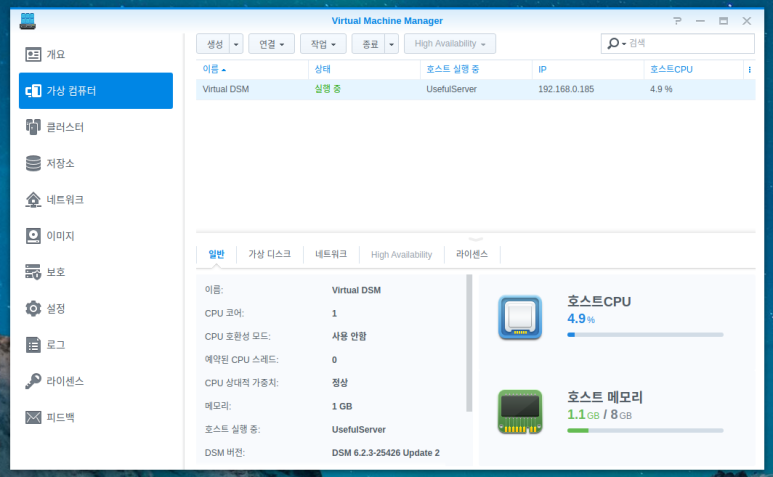 Virtual Machine Manager
개요
가상 컴퓨터
클러스터
저장소
네트워크
이미지
보호
설정
로그
라이센스
피드백
생성 연결 작업 종료 High Availability 검색
이름 상태 호스트 실행 중 IP 호스트CPU
Virtual DSM 실행 중 UsefulServer 192.168.0.185 4.9 %
일반 가상 디스크 네트워크 High Availability 라이센스
이름: Virtual DSM
CPU 코어: 1
CPU 호환성 모드: 사용 안함
예약된 CPU 스레드: 0
CPU 상대적 가중치: 정상
메모리: 1 GB
호스트 실행 중: UsefulServer
DSM 버전: DSM 6.2.3-25426 Update 2
호스트CPU
4.9 %
호스트 메모리
1.1 GB / 8 GB